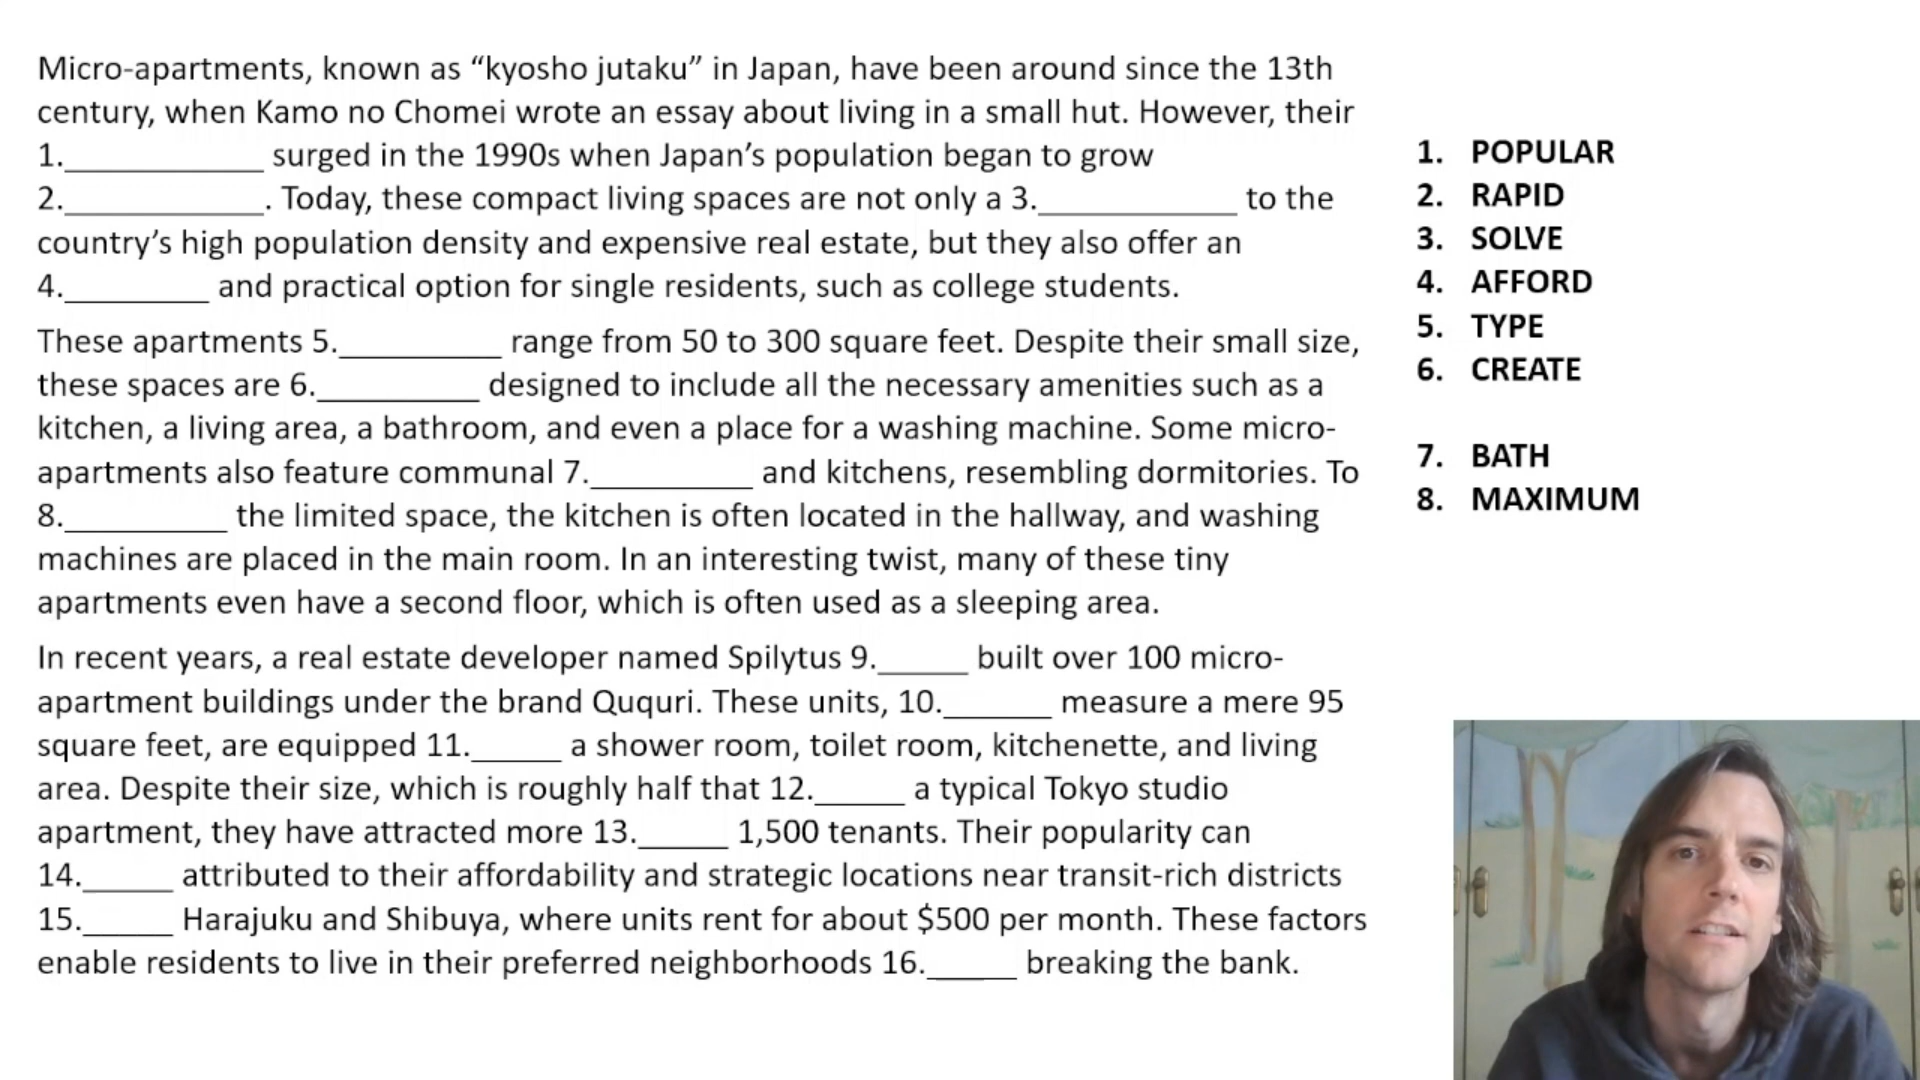 Micro-apartments, known as “kyosho jutaku” in Japan, have been around since the 13th
century, when Kamo no Chomei wrote an essay about living in a small hut. However, their
1.____________ surged in the 1990s when Japan’s population began to grow
2.____________. Today, these compact living spaces are not only a 3.____________ to the
country’s high population density and expensive real estate, but they also offer an
4.________ and practical option for single residents, such as college students.
These apartments 5._________ range from 50 to 300 square feet. Despite their small size,
these spaces are 6._________ designed to include all the necessary amenities such as a
kitchen, a living area, a bathroom, and even a place for a washing machine. Some micro-
apartments also feature communal 7._________ and kitchens, resembling dormitories. To
8._________ the limited space, the kitchen is often located in the hallway, and washing
machines are placed in the main room. In an interesting twist, many of these tiny
apartments even have a second floor, which is often used as a sleeping area.
In recent years, a real estate developer named Spilytus 9._____ built over 100 micro-
apartment buildings under the brand Ququri. These units, 10.______ measure a mere 95
square feet, are equipped 11._____ a shower room, toilet room, kitchenette, and living
area. Despite their size, which is roughly half that 12._____ a typical Tokyo studio
apartment, they have attracted more 13._____ 1,500 tenants. Their popularity can
14._____ attributed to their affordability and strategic locations near transit-rich districts
15._____ Harajuku and Shibuya, where units rent for about $500 per month. These factors
enable residents to live in their preferred neighborhoods 16._____ breaking the bank.
1. POPULAR
2. RAPID
3. SOLVE
4. AFFORD
5. TYPE
6. CREATE
7. BATH
8. MAXIMUM